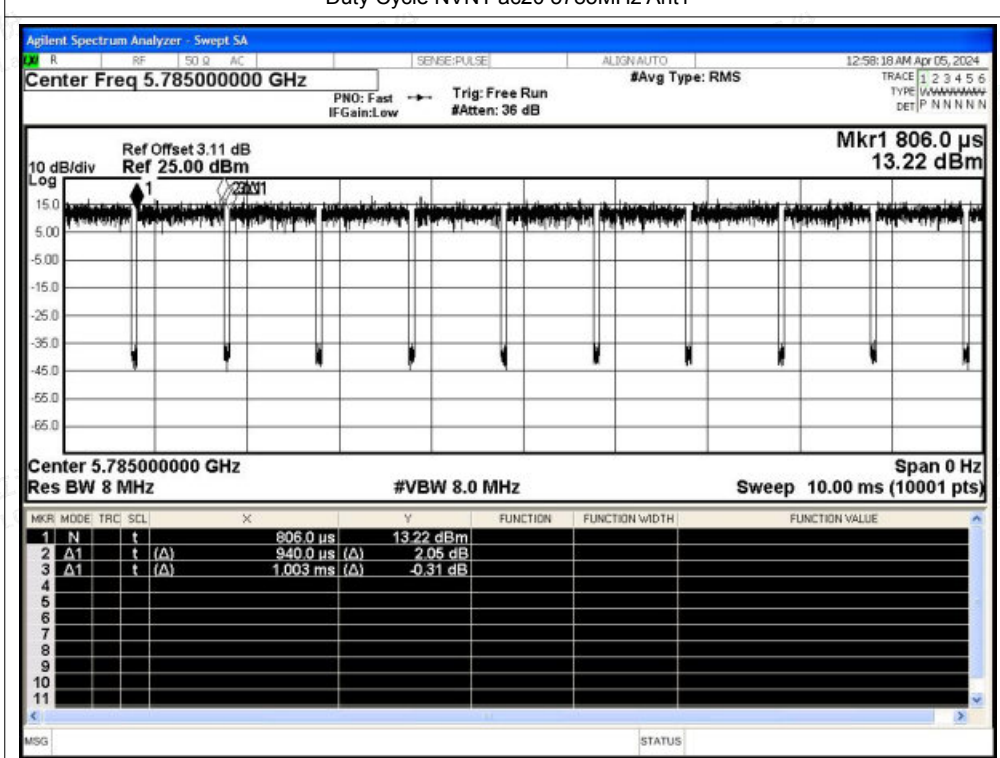 Agilent Spectrum Analyzer - Swept SA
R RF 50 Ω AC SENSE:PULSE ALIGN AUTO 12:58:18 AM Apr 05, 2024
Center Freq 5.785000000 GHz #Avg Type: RMS TRACE 1 2 3 4 5 6
PNO: Fast Trig: Free Run TYPE
IFGain:Low #Atten: 36 dB DET P N N N N N
Mkr1 806.0 µs
Ref Offset 3.11 dB
10 dB/div Ref 25.00 dBm 13.22 dBm
Log
1
15.0
5.00
-5.00
-15.0
-25.0
-35.0
-45.0
-55.0
-65.0
Center 5.785000000 GHz Span 0 Hz
Res BW 8 MHz #VBW 8.0 MHz Sweep 10.00 ms (10001 pts)
MKR MODE TRC SCL X Y FUNCTION FUNCTION WIDTH FUNCTION VALUE
1 N t 806.0 µs 13.22 dBm
2 Δ1 t (Δ) 940.0 µs (Δ) 2.05 dB
3 Δ1 t (Δ) 1.003 ms (Δ) -0.31 dB
4
5
6
7
8
9
10
11
MSG STATUS